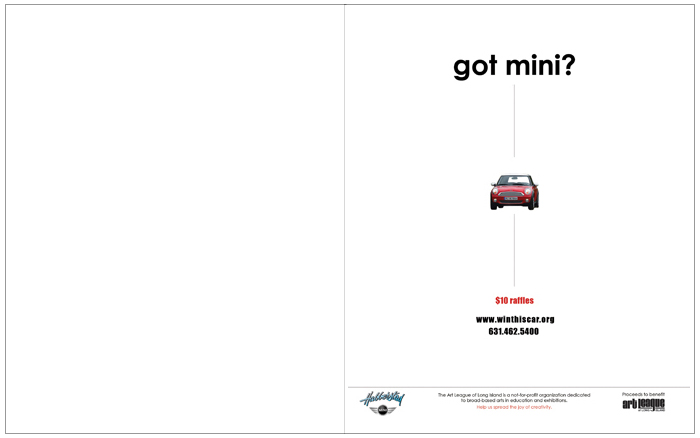 got mini?
$10 raffles
www.winthiscar.org
631.462.5400
Habberstad
MINI
The Art League of Long Island is a not-for-profit organization dedicated
to broad-based arts in education and exhibitions.
Help us spread the joy of creativity.
Proceeds to benefit
art league